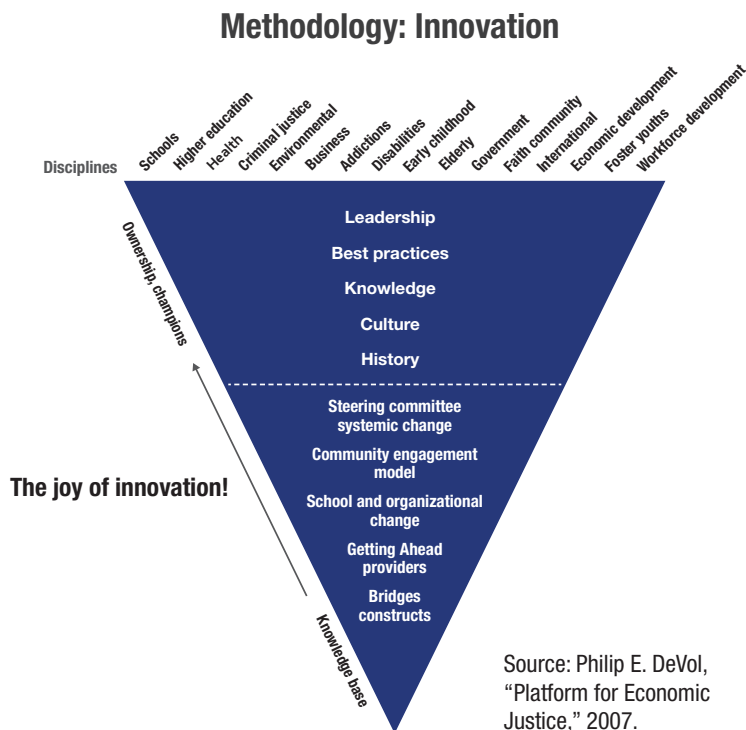 Methodology: Innovation
Disciplines
Schools
Higher education
Health
Criminal justice
Environmental
Business
Addictions
Disabilities
Early childhood
Elderly
Government
Faith community
International
Economic development
Foster youths
Workforce development
Leadership
Best practices
Knowledge
Culture
History
Ownership, champions
Steering committee
systemic change
Community engagement
model
School and organizational
change
Getting Ahead
providers
Bridges
constructs
The joy of innovation!
Knowledge base
Source: Philip E. DeVol,
“Platform for Economic
Justice,” 2007.